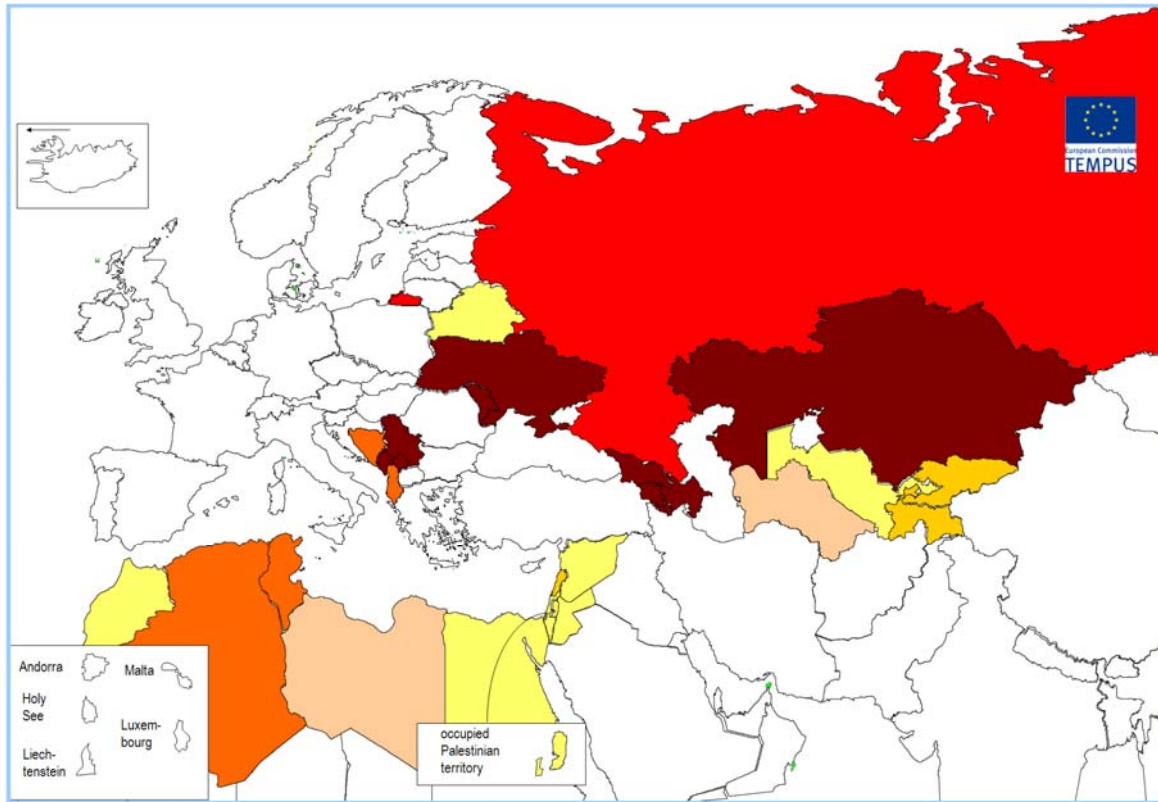 European Commission
TEMPUS
Andorra
Malta
Holy
See
Luxem-
bourg
Liech-
tenstein
occupied
Palestinian
territory